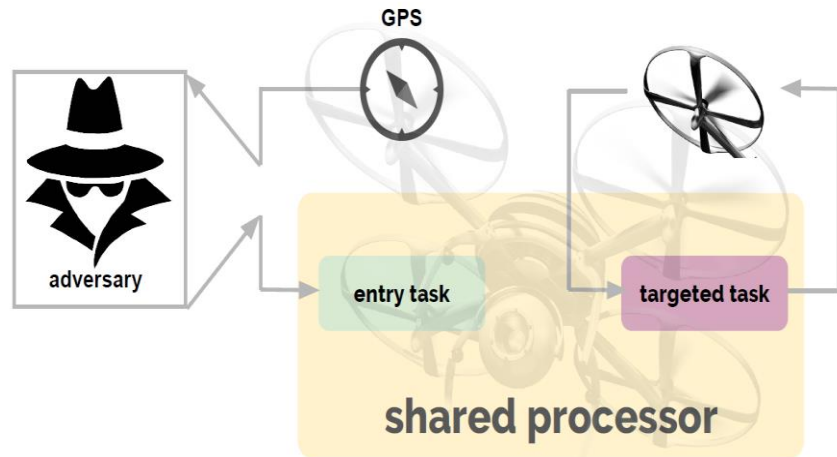 GPS
adversary
entry task
targeted task
shared processor